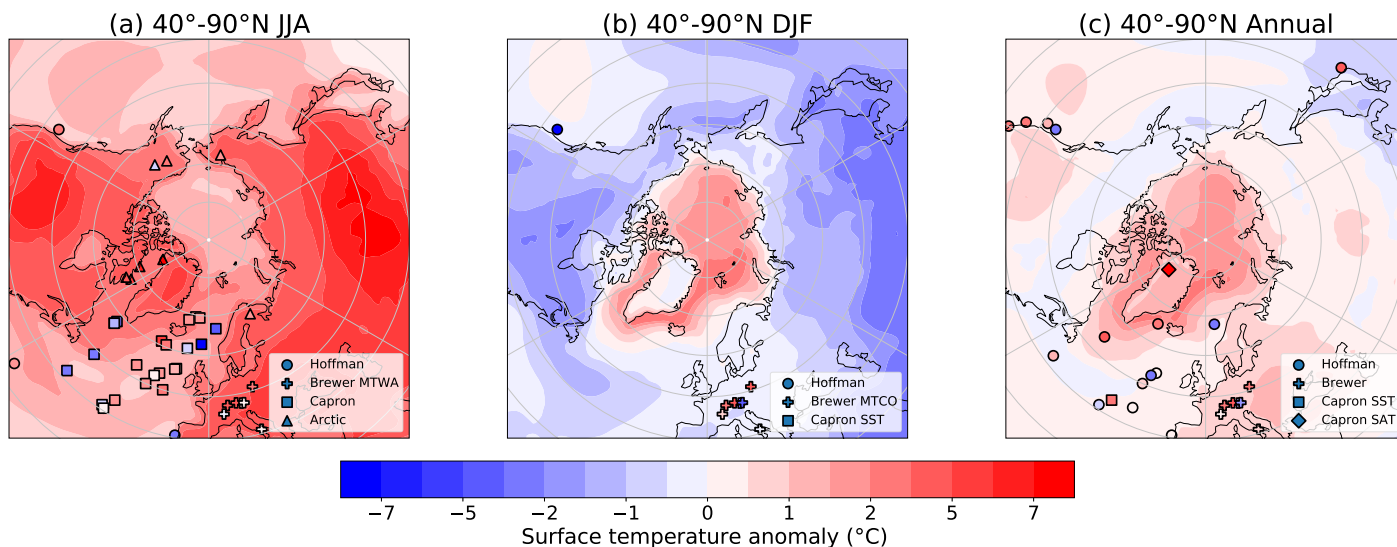 (a) 40°-90°N JJA
(b) 40°-90°N DJF
(c) 40°-90°N Annual
Hoffman
Brewer MTWA
Capron
Arctic
Hoffman
Brewer MTCO
Capron SST
Hoffman
Brewer
Capron SST
Capron SAT
−7 −5 −2 −1 0 1 2 5 7
Surface temperature anomaly (°C)